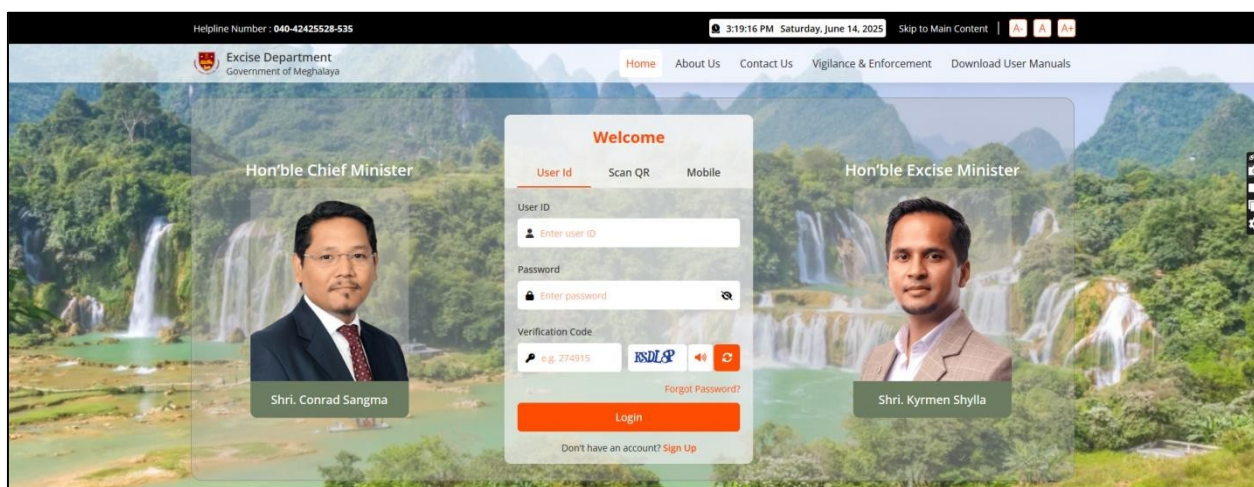 Helpline Number : 040-42425528-535
3:19:16 PM Saturday, June 14, 2025 Skip to Main Content | A- A A+
Excise Department
Government of Meghalaya
Home About Us Contact Us Vigilance & Enforcement Download User Manuals
Welcome
Hon'ble Chief Minister
User Id Scan QR Mobile
Hon'ble Excise Minister
User ID
Enter user ID
Password
Enter password
Verification Code
e.g. 274915
Forgot Password?
Shri. Conrad Sangma
Login
Shri. Kyrmen Shylla
Don't have an account? Sign Up